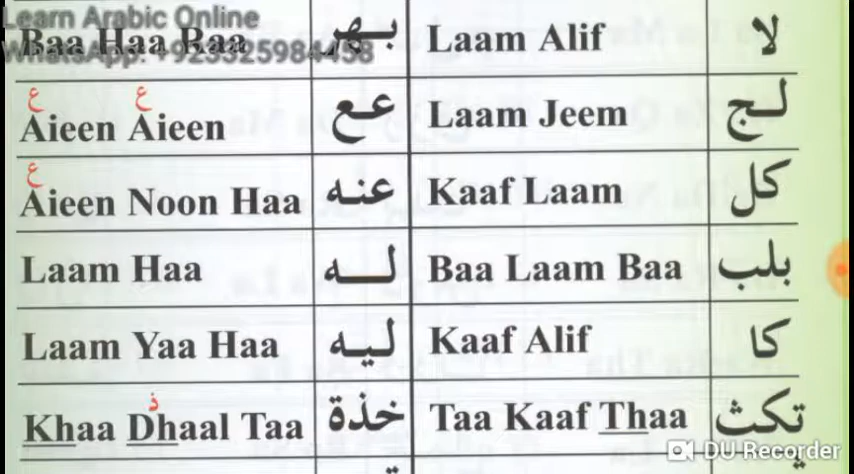 Learn Arabic Online
WhatsApp: +923325984458
Baa Haa Raa بهر Laam Alif لا
ع ع
Aieen Aieen عع Laam Jeem لج
ع
Aieen Noon Haa عنه Kaaf Laam كل
Laam Haa له Baa Laam Baa بلب
Laam Yaa Haa ليه Kaaf Alif كا
ذ
Khaa Dhaal Taa خذة Taa Kaaf Thaa تكث
DU Recorder